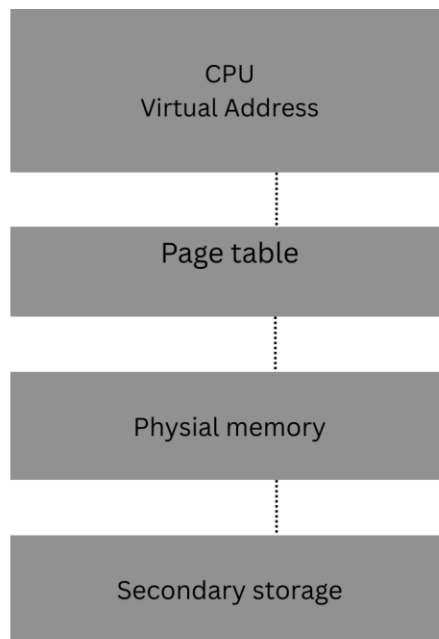 CPU
Virtual Address
Page table
Physial memory
Secondary storage